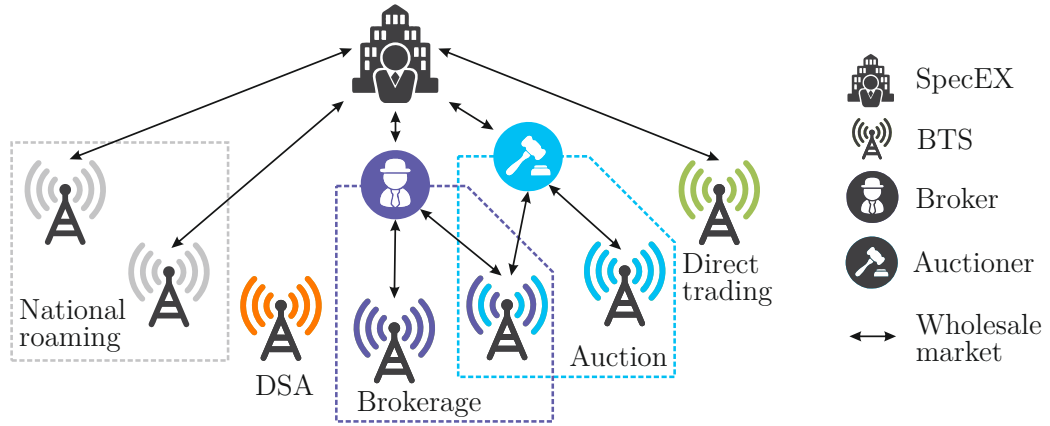 SpecEX
BTS
Broker
Auctioner
Wholesale
market
National
roaming
DSA
Brokerage
Auction
Direct
trading